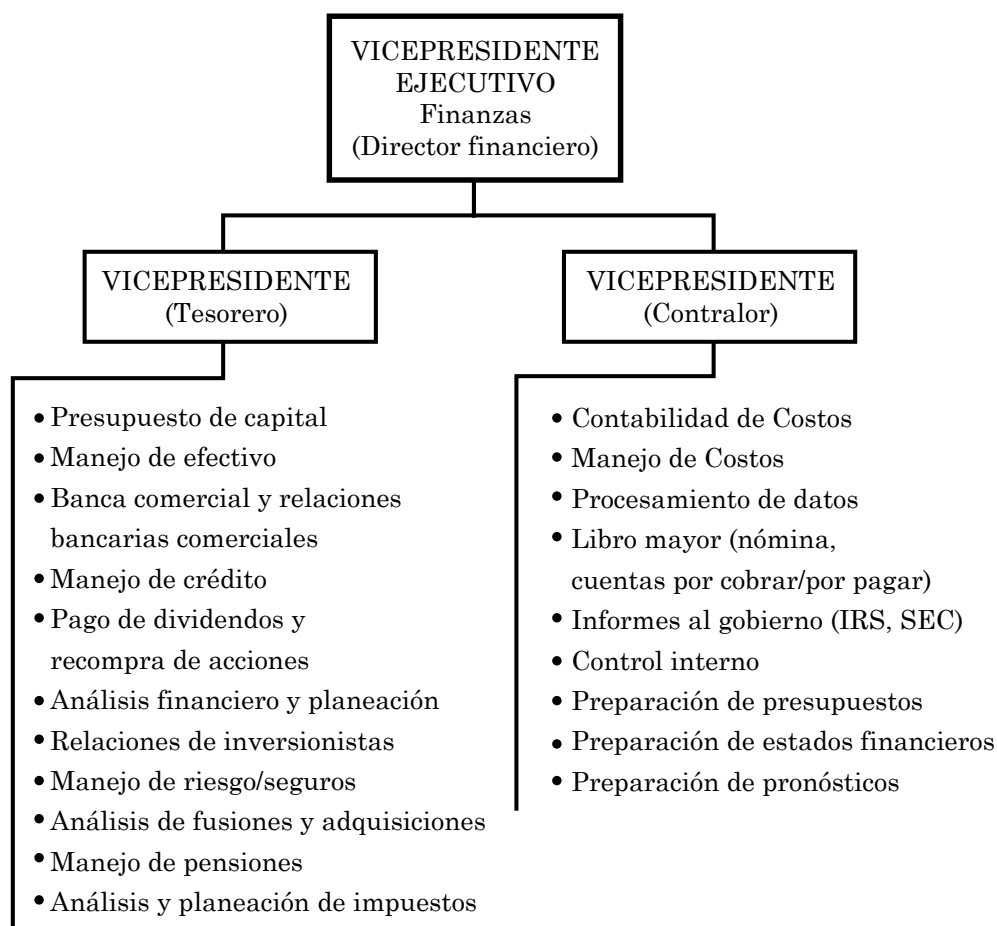 VICEPRESIDENTE
EJECUTIVO
Finanzas
(Director financiero)
VICEPRESIDENTE
(Tesorero)
• Presupuesto de capital
• Manejo de efectivo
• Banca comercial y relaciones
bancarias comerciales
• Manejo de crédito
• Pago de dividendos y
recompra de acciones
• Análisis financiero y planeación
• Relaciones de inversionistas
• Manejo de riesgo/seguros
• Análisis de fusiones y adquisiciones
• Manejo de pensiones
• Análisis y planeación de impuestos
VICEPRESIDENTE
(Contralor)
• Contabilidad de Costos
• Manejo de Costos
• Procesamiento de datos
• Libro mayor (nómina,
cuentas por cobrar/por pagar)
• Informes al gobierno (IRS, SEC)
• Control interno
• Preparación de presupuestos
• Preparación de estados financieros
• Preparación de pronósticos